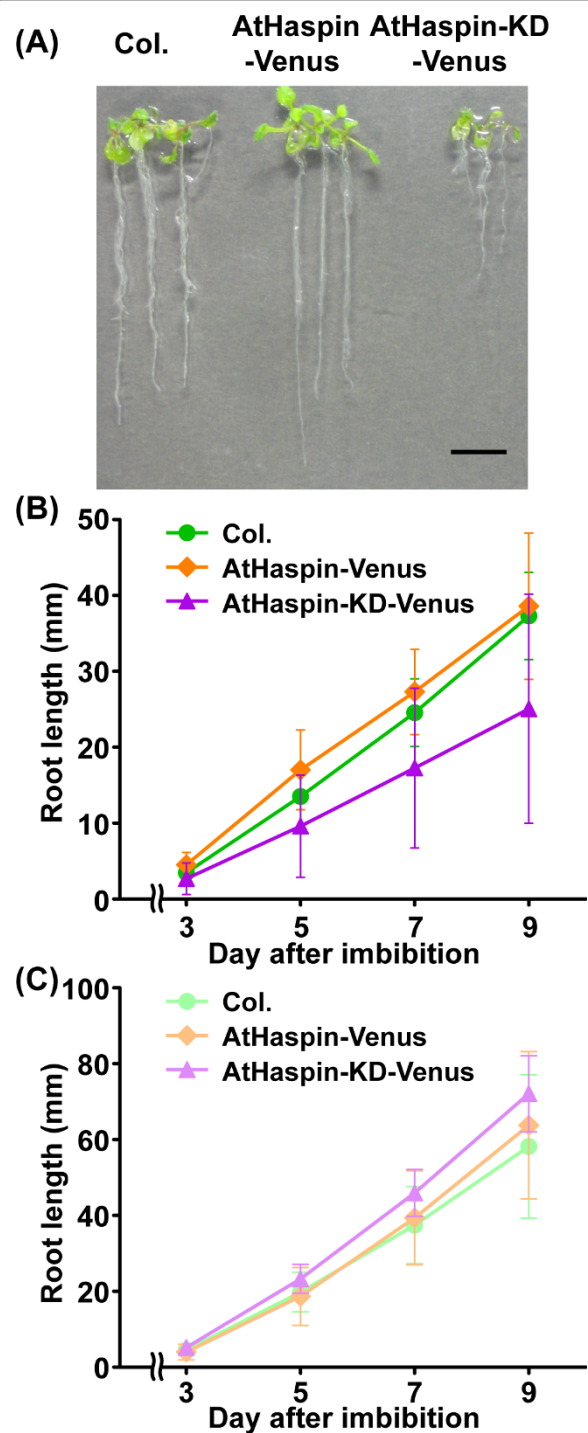 (A)
Col.
AtHaspin
-Venus
AtHaspin-KD
-Venus
(B)
50
40
30
20
10
0
Root length (mm)
Col.
AtHaspin-Venus
AtHaspin-KD-Venus
3 5 7 9
Day after imbibition
(C)
100
80
60
40
20
0
Root length (mm)
Col.
AtHaspin-Venus
AtHaspin-KD-Venus
3 5 7 9
Day after imbibition